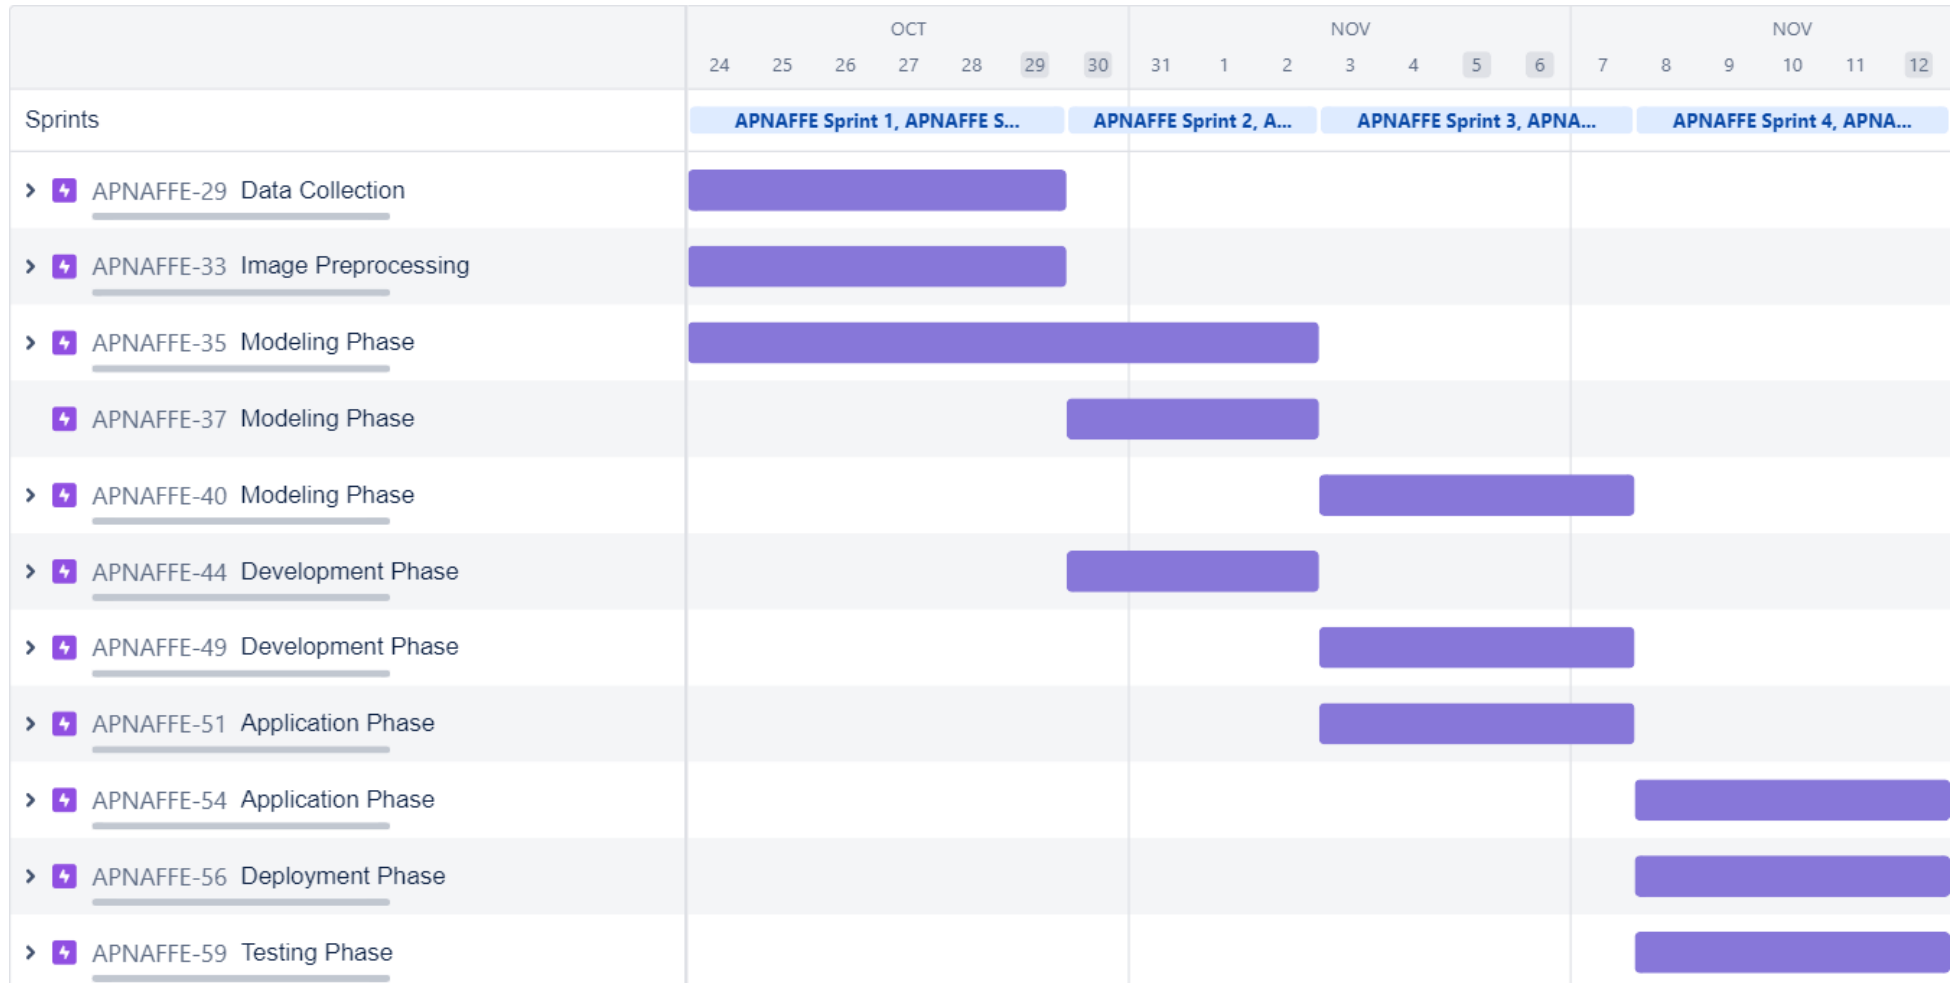 OCT NOV NOV
24 25 26 27 28 29 30 31 1 2 3 4 5 6 7 8 9 10 11 12
Sprints APNAFFE Sprint 1, APNAFFE S... APNAFFE Sprint 2, A... APNAFFE Sprint 3, APNA... APNAFFE Sprint 4, APNA...
APNAFFE-29 Data Collection
APNAFFE-33 Image Preprocessing
APNAFFE-35 Modeling Phase
APNAFFE-37 Modeling Phase
APNAFFE-40 Modeling Phase
APNAFFE-44 Development Phase
APNAFFE-49 Development Phase
APNAFFE-51 Application Phase
APNAFFE-54 Application Phase
APNAFFE-56 Deployment Phase
APNAFFE-59 Testing Phase